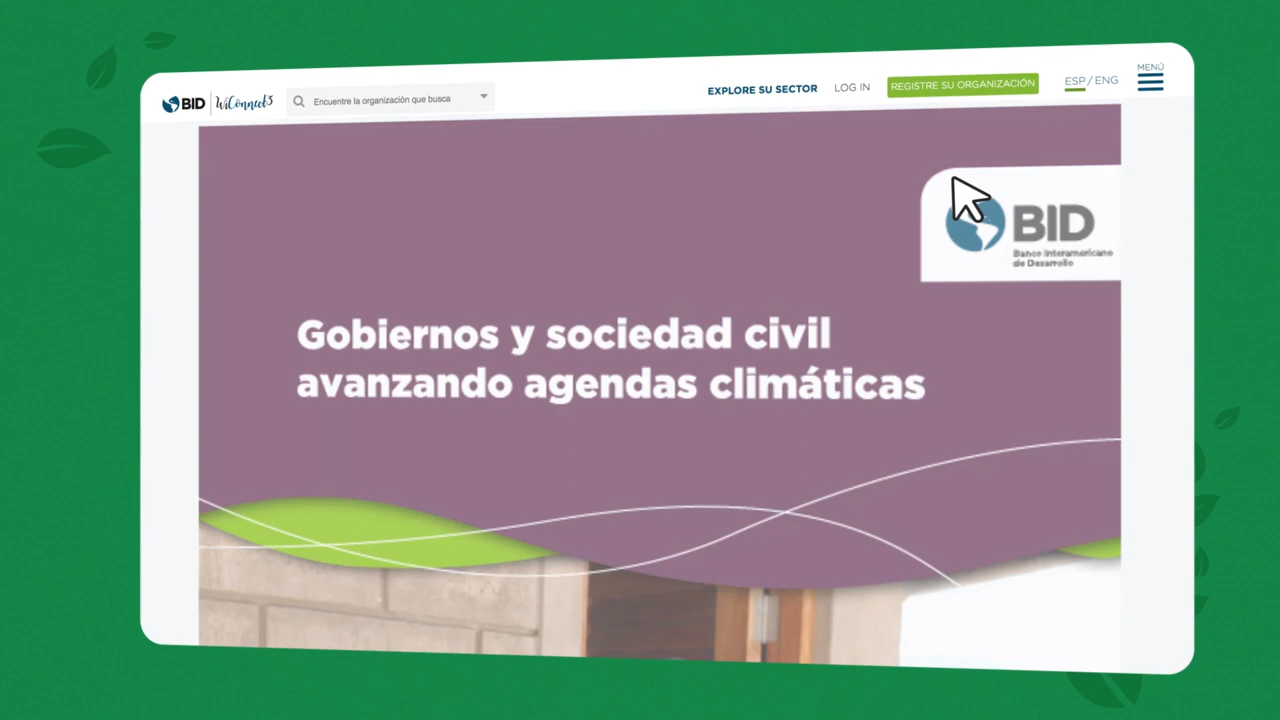 BID WiConnect3
Encuentre la organización que busca
EXPLORE SU SECTOR
LOG IN
REGISTRE SU ORGANIZACIÓN
ESP / ENG
MENÚ
BID
Banco Interamericano
de Desarrollo
Gobiernos y sociedad civil
avanzando agendas climáticas